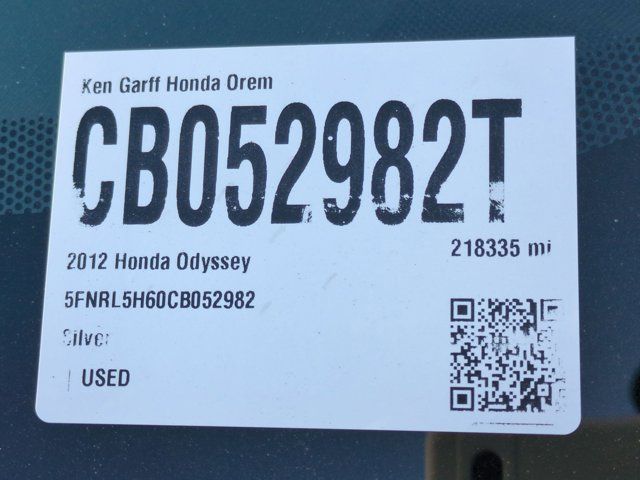 Ken Garff Honda Orem
CB052982T
218335 mi
2012 Honda Odyssey
5FNRL5H60CB052982
Silver
USED